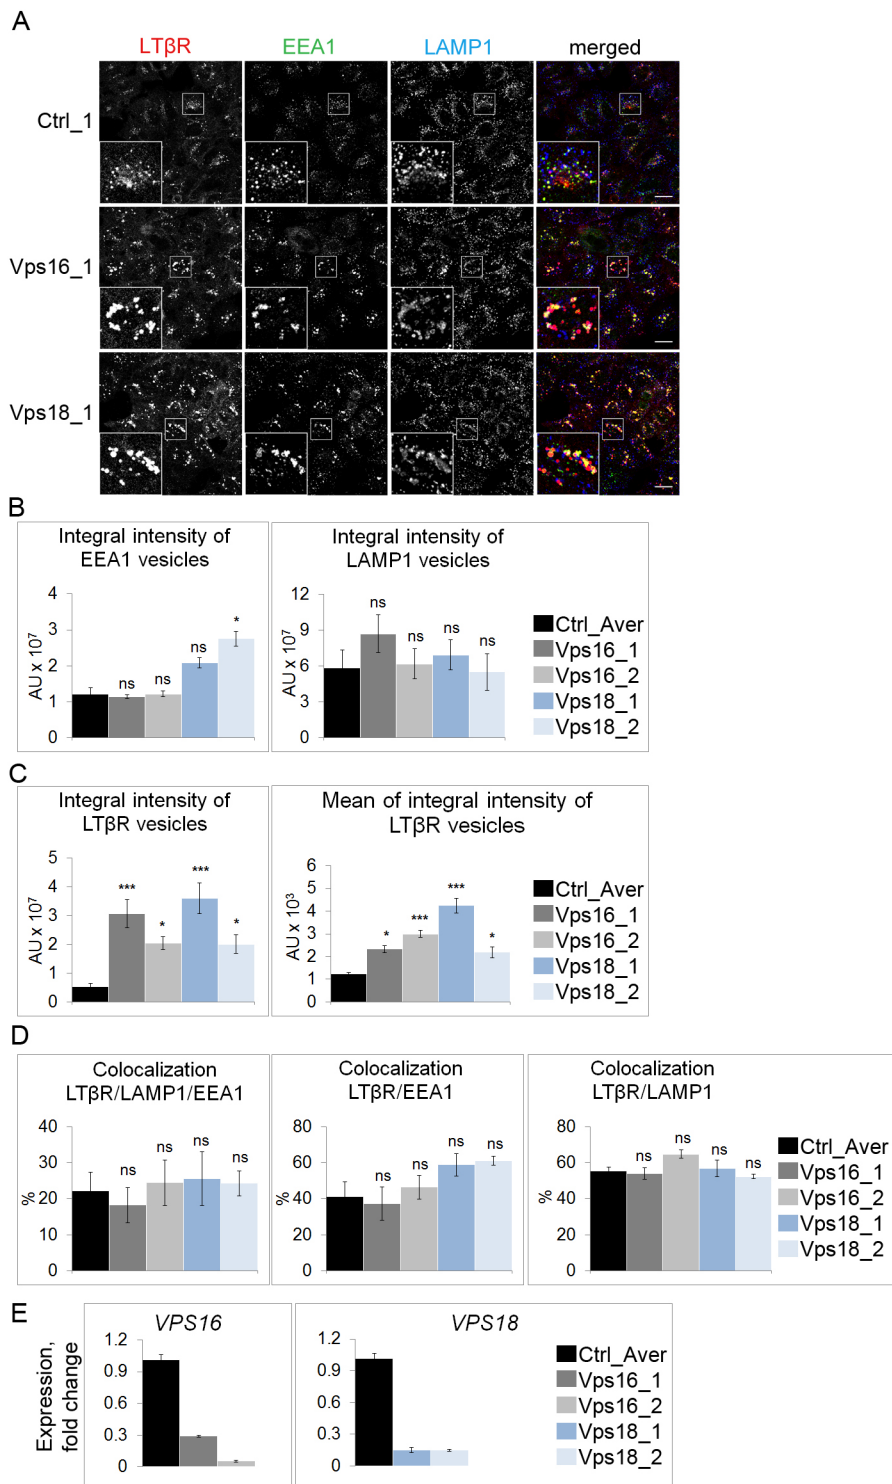 A
LTβR EEA1 LAMP1 merged
Ctrl_1
Vps16_1
Vps18_1
B
Integral intensity of
EEA1 vesicles
AU x 10⁷
4
3
2
1
0
ns ns ns *
Integral intensity of
LAMP1 vesicles
AU x 10⁷
12
9
6
3
0
ns ns ns ns
Ctrl_Aver
Vps16_1
Vps16_2
Vps18_1
Vps18_2
C
Integral intensity of
LTβR vesicles
AU x 10⁷
5
4
3
2
1
0
*** * *** *
Mean of integral intensity of
LTβR vesicles
AU x 10³
6
5
4
3
2
1
0
* *** *** *
Ctrl_Aver
Vps16_1
Vps16_2
Vps18_1
Vps18_2
D
Colocalization
LTβR/LAMP1/EEA1
%
40
30
20
10
0
ns ns ns ns
Colocalization
LTβR/EEA1
%
80
60
40
20
0
ns ns ns ns
Colocalization
LTβR/LAMP1
%
80
60
40
20
0
ns ns ns ns
Ctrl_Aver
Vps16_1
Vps16_2
Vps18_1
Vps18_2
E
Expression,
fold change
VPS16
1.2
0.9
0.6
0.3
0
VPS18
1.2
0.9
0.6
0.3
0
Ctrl_Aver
Vps16_1
Vps16_2
Vps18_1
Vps18_2